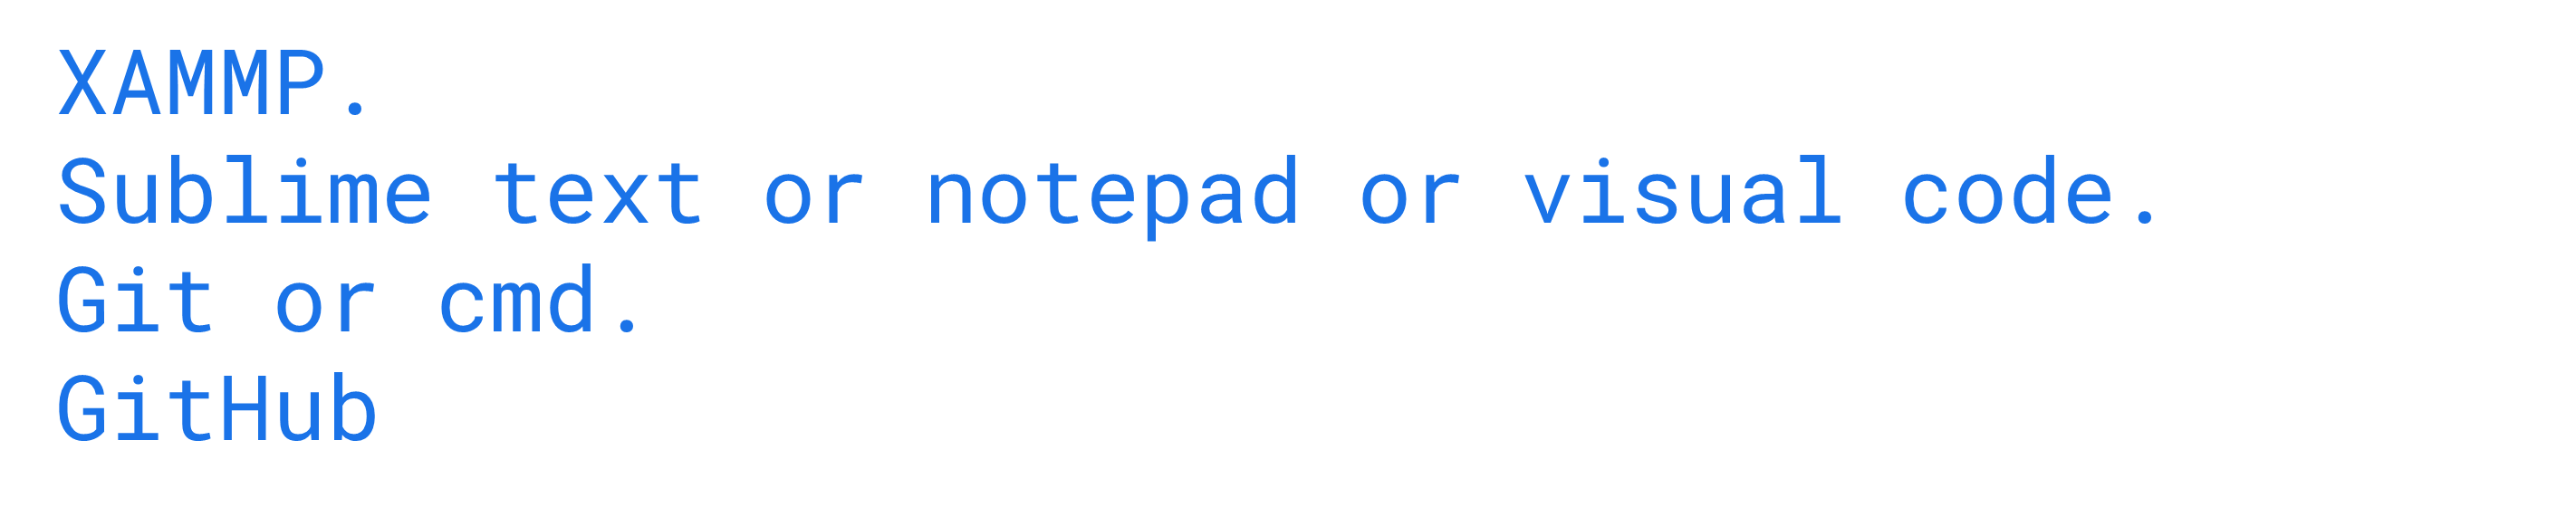 XAMMP.
Sublime text or notepad or visual code.
Git or cmd.
GitHub